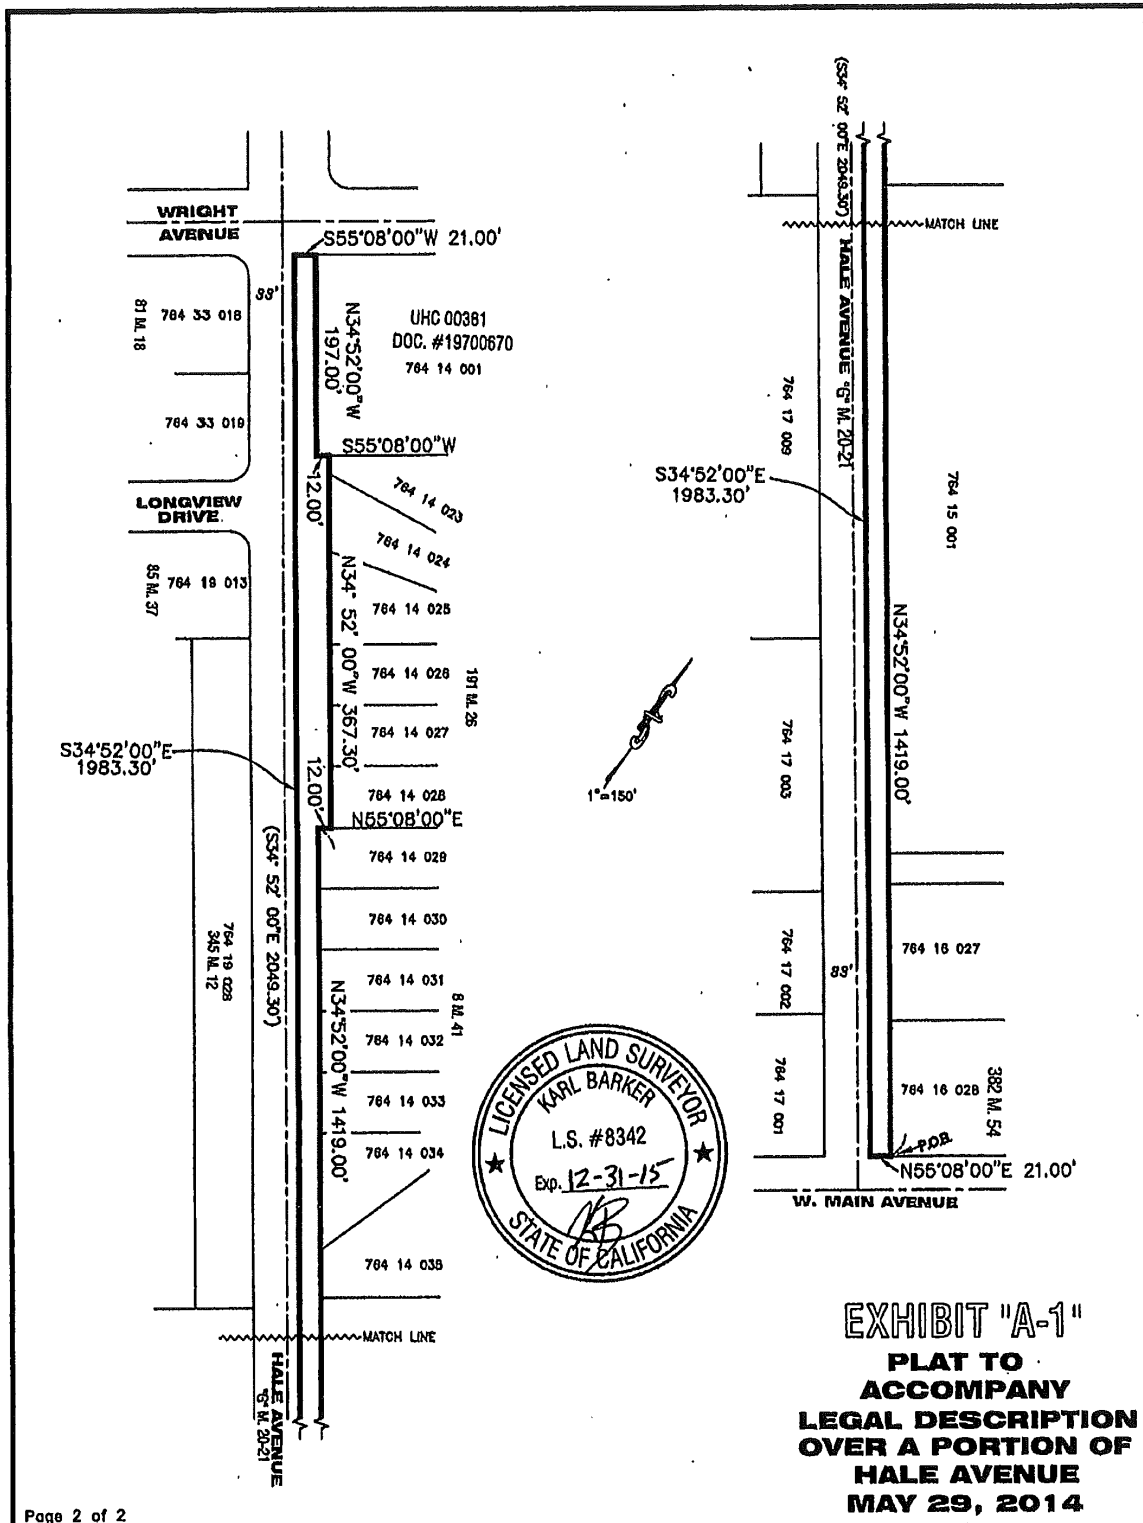 WRIGHT
AVENUE
S55°08'00"W 21.00'
33'
81 M. 18
764 33 018
N34°52'00"W
197.00'
UHC 00381
DOC. #19700670
764 14 001
764 33 019
S55°08'00"W
12.00'
LONGVIEW
DRIVE
764 14 023
764 14 024
85 M. 37
764 19 013
764 14 025
N34° 52' 00"W 367.30'
764 14 026
191 M. 26
764 14 027
S34°52'00"E
1983.30'
12.00'
764 14 028
N55°08'00"E
764 14 029
(S34° 52' 00"E 2049.30')
764 14 030
764 19 028
345 M. 12
764 14 031
8 M. 41
N34°52'00"W 1419.00'
764 14 032
764 14 033
764 14 034
764 14 035
MATCH LINE
HALE AVENUE
"G" M. 20-21
1"=150'
LICENSED LAND SURVEYOR
KARL BARKER
L.S. #8342
Exp. 12-31-15
STATE OF CALIFORNIA
(S34° 52' 00"E 2049.30')
MATCH LINE
HALE AVENUE "G" M. 20-21
764 17 009
S34°52'00"E
1983.30'
764 15 001
N34°52'00"W 1419.00'
764 17 003
764 17 002
33'
764 16 027
764 17 001
764 16 028
382 M. 54
P.O.B.
N55°08'00"E 21.00'
W. MAIN AVENUE
EXHIBIT "A-1"
PLAT TO
ACCOMPANY
LEGAL DESCRIPTION
OVER A PORTION OF
HALE AVENUE
MAY 29, 2014
Page 2 of 2